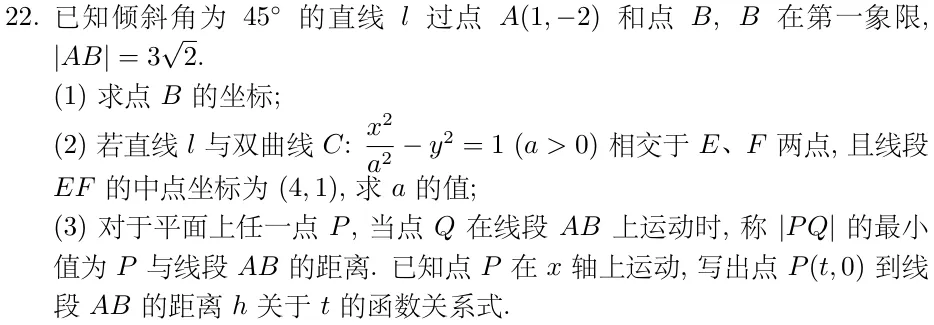 22. 已知倾斜角为 45° 的直线 l 过点 A(1,−2) 和点 B, B 在第一象限,
|AB| = 3√2.
(1) 求点 B 的坐标;
(2) 若直线 l 与双曲线 C: x²/a² − y² = 1 (a > 0) 相交于 E、F 两点, 且线段
EF 的中点坐标为 (4,1), 求 a 的值;
(3) 对于平面上任一点 P, 当点 Q 在线段 AB 上运动时, 称 |PQ| 的最小
值为 P 与线段 AB 的距离. 已知点 P 在 x 轴上运动, 写出点 P(t,0) 到线
段 AB 的距离 h 关于 t 的函数关系式.